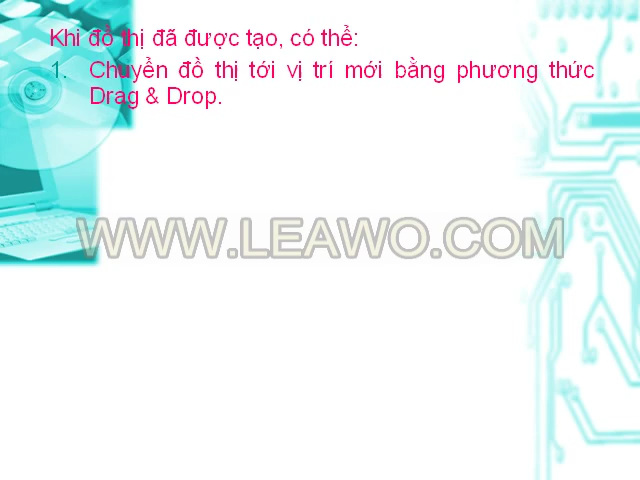 Khi đồ thị đã được tạo, có thể:
1. Chuyển đồ thị tới vị trí mới bằng phương thức
Drag & Drop.
WWW.LEAWO.COM